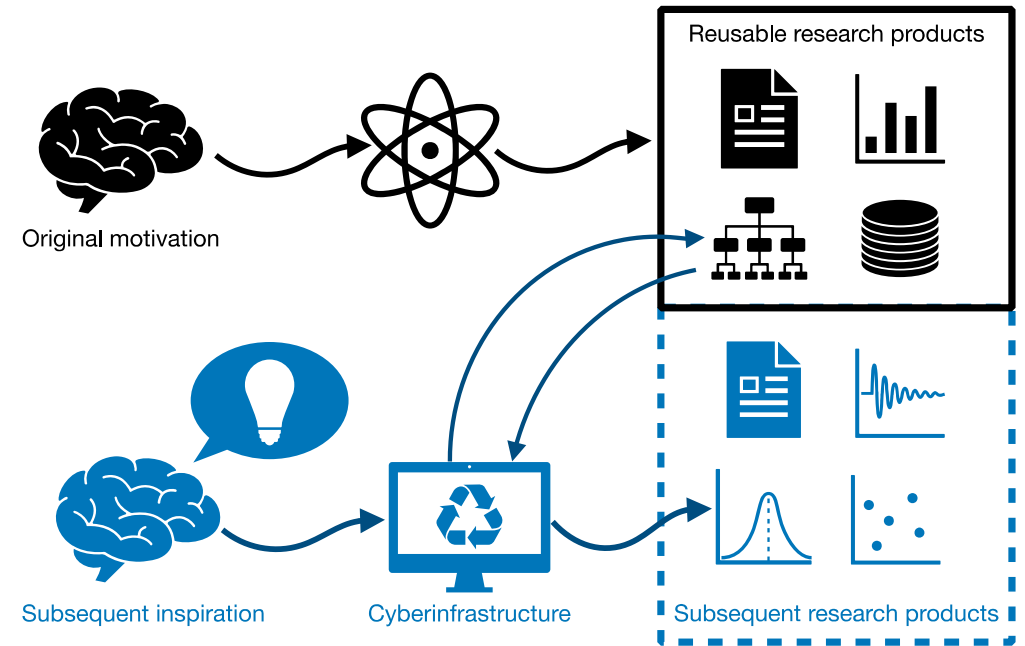 Reusable research products
Original motivation
Subsequent inspiration
Cyberinfrastructure
Subsequent research products